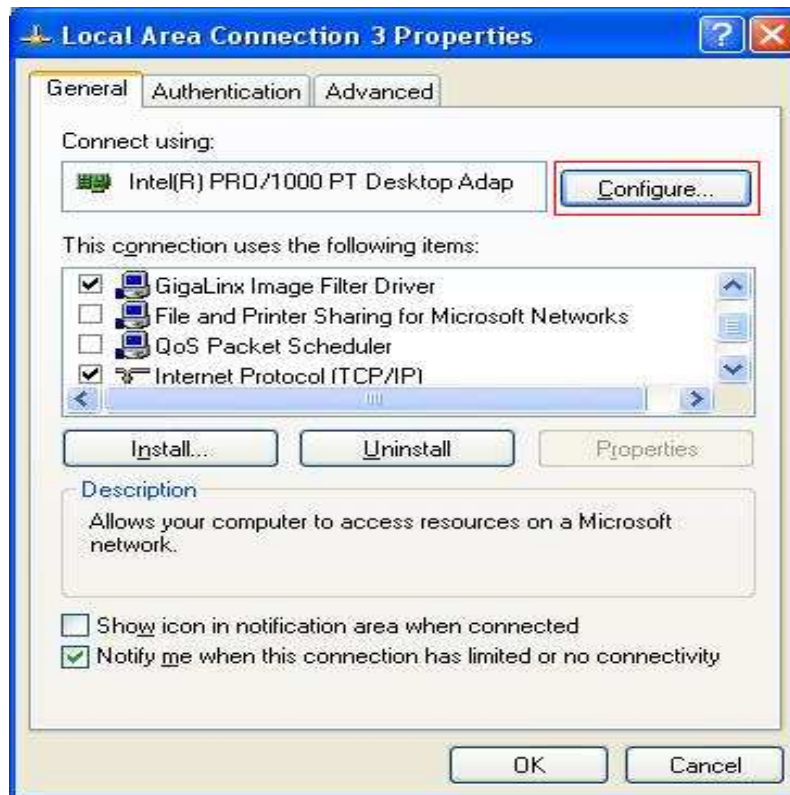 Local Area Connection 3 Properties
General Authentication Advanced
Connect using:
Intel(R) PRO/1000 PT Desktop Adap
Configure...
This connection uses the following items:
GigaLinx Image Filter Driver
File and Printer Sharing for Microsoft Networks
QoS Packet Scheduler
Internet Protocol (TCP/IP)
Install... Uninstall Properties
Description
Allows your computer to access resources on a Microsoft
network.
Show icon in notification area when connected
Notify me when this connection has limited or no connectivity
OK Cancel